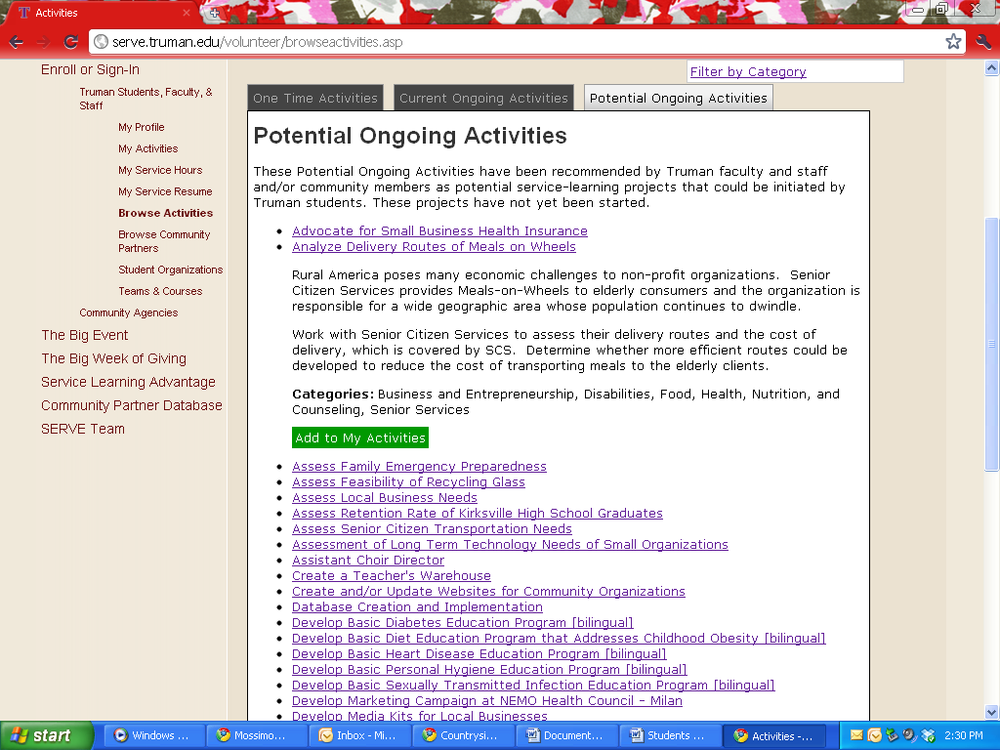 Activities
serve.truman.edu/volunteer/browseactivities.asp
Enroll or Sign-In
Truman Students, Faculty, &
Staff
My Profile
My Activities
My Service Hours
My Service Resume
Browse Activities
Browse Community
Partners
Student Organizations
Teams & Courses
Community Agencies
The Big Event
The Big Week of Giving
Service Learning Advantage
Community Partner Database
SERVE Team
Filter by Category
One Time Activities Current Ongoing Activities Potential Ongoing Activities
Potential Ongoing Activities
These Potential Ongoing Activities have been recommended by Truman faculty and staff
and/or community members as potential service-learning projects that could be initiated by
Truman students. These projects have not yet been started.
Advocate for Small Business Health Insurance
Analyze Delivery Routes of Meals on Wheels
Rural America poses many economic challenges to non-profit organizations. Senior
Citizen Services provides Meals-on-Wheels to elderly consumers and the organization is
responsible for a wide geographic area whose population continues to dwindle.
Work with Senior Citizen Services to assess their delivery routes and the cost of
delivery, which is covered by SCS. Determine whether more efficient routes could be
developed to reduce the cost of transporting meals to the elderly clients.
Categories: Business and Entrepreneurship, Disabilities, Food, Health, Nutrition, and
Counseling, Senior Services
Add to My Activities
Assess Family Emergency Preparedness
Assess Feasibility of Recycling Glass
Assess Local Business Needs
Assess Retention Rate of Kirksville High School Graduates
Assess Senior Citizen Transportation Needs
Assessment of Long Term Technology Needs of Small Organizations
Assistant Choir Director
Create a Teacher's Warehouse
Create and/or Update Websites for Community Organizations
Database Creation and Implementation
Develop Basic Diabetes Education Program [bilingual]
Develop Basic Diet Education Program that Addresses Childhood Obesity [bilingual]
Develop Basic Heart Disease Education Program [bilingual]
Develop Basic Personal Hygiene Education Program [bilingual]
Develop Basic Sexually Transmitted Infection Education Program [bilingual]
Develop Marketing Campaign at NEMO Health Council - Milan
Develop Media Kits for Local Businesses
start Windows ... Mossimo... Inbox - Mi... Countrysi... Document... Students ... Activities -... 2:30 PM